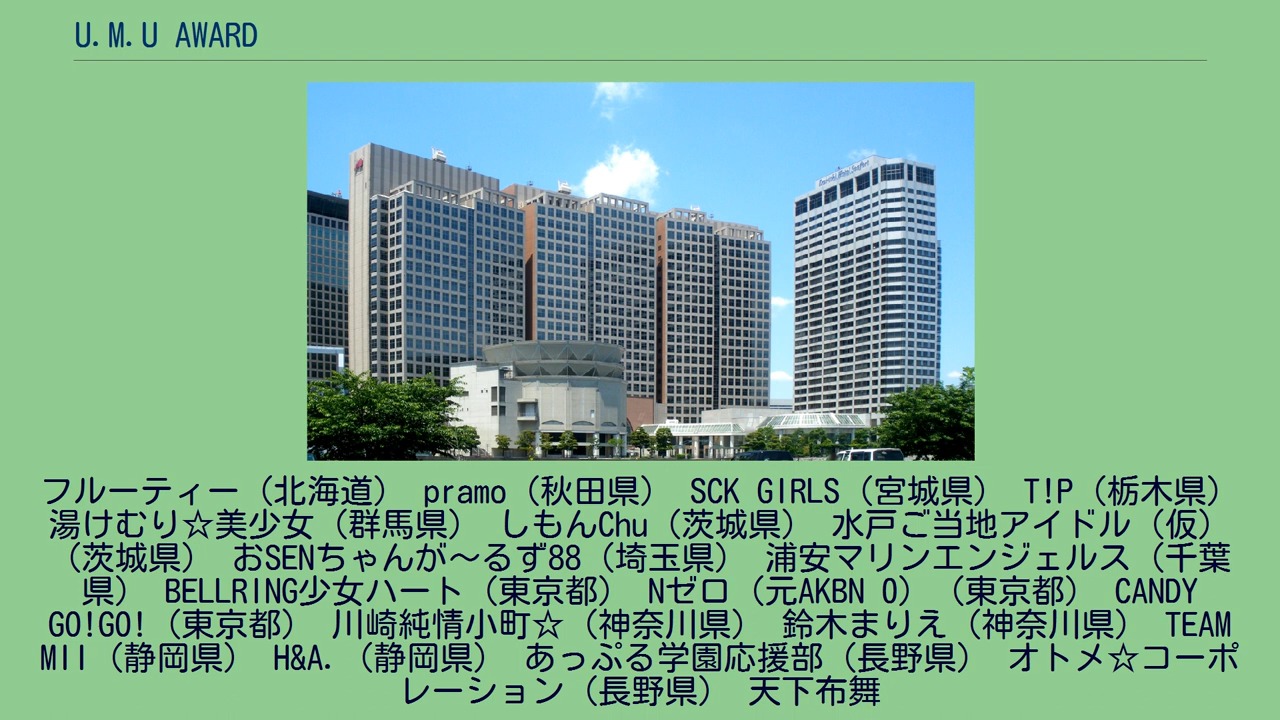 U.M.U AWARD
フルーティー（北海道） pramo（秋田県） SCK GIRLS（宮城県） T!P（栃木県）
湯けむり☆美少女（群馬県） しもんChu（茨城県） 水戸ご当地アイドル（仮）
（茨城県） おSENちゃんが～るず88（埼玉県） 浦安マリンエンジェルス（千葉
県） BELLRING少女ハート（東京都） Nゼロ（元AKBN 0）（東京都） CANDY
GO!GO!（東京都） 川崎純情小町☆（神奈川県） 鈴木まりえ（神奈川県） TEAM
MII（静岡県） H&A.（静岡県） あっぷる学園応援部（長野県） オトメ☆コーポ
レーション（長野県） 天下布舞